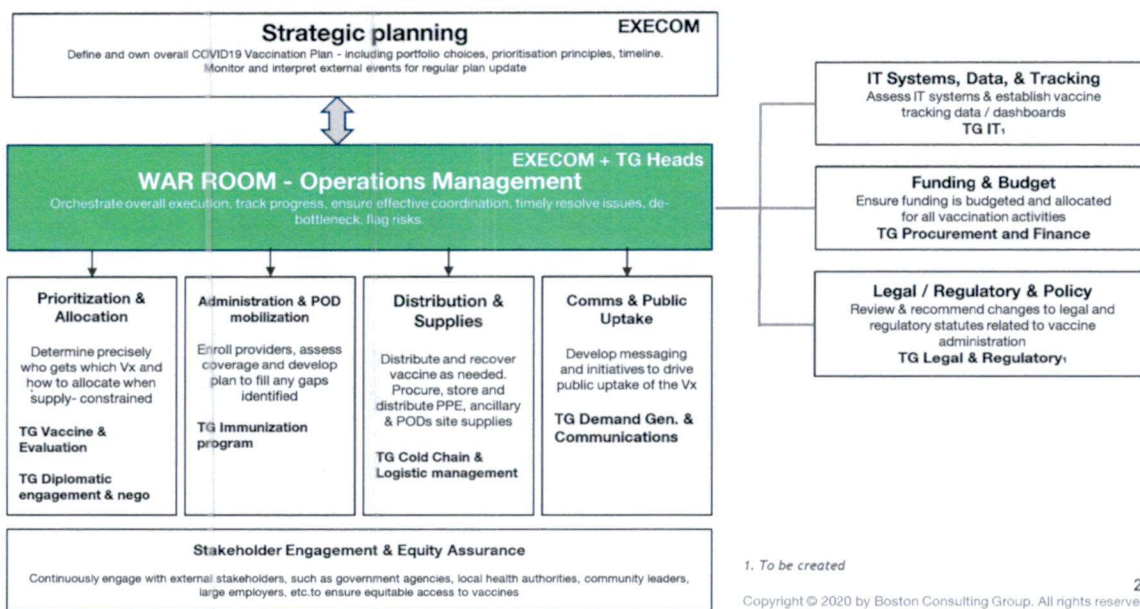 Strategic planning
EXECOM
Define and own overall COVID19 Vaccination Plan - including portfolio choices, prioritisation principles, timeline.
Monitor and interpret external events for regular plan update
EXECOM + TG Heads
WAR ROOM - Operations Management
Orchestrate overall execution, track progress, ensure effective coordination, timely resolve issues, de-
bottleneck, flag risks.
Prioritization &
Allocation
Determine precisely
who gets which Vx and
how to allocate when
supply- constrained
TG Vaccine &
Evaluation
TG Diplomatic
engagement & nego
Administration & POD
mobilization
Enroll providers, assess
coverage and develop
plan to fill any gaps
identified
TG Immunization
program
Distribution &
Supplies
Distribute and recover
vaccine as needed.
Procure, store and
distribute PPE, ancillary
& PODs site supplies
TG Cold Chain &
Logistic management
Comms & Public
Uptake
Develop messaging
and initiatives to drive
public uptake of the Vx
TG Demand Gen. &
Communications
Stakeholder Engagement & Equity Assurance
Continuously engage with external stakeholders, such as government agencies, local health authorities, community leaders,
large employers, etc.to ensure equitable access to vaccines
IT Systems, Data, & Tracking
Assess IT systems & establish vaccine
tracking data / dashboards
TG IT₁
Funding & Budget
Ensure funding is budgeted and allocated
for all vaccination activities
TG Procurement and Finance
Legal / Regulatory & Policy
Review & recommend changes to legal and
regulatory statutes related to vaccine
administration
TG Legal & Regulatory₁
1. To be created
2
Copyright © 2020 by Boston Consulting Group. All rights reserve